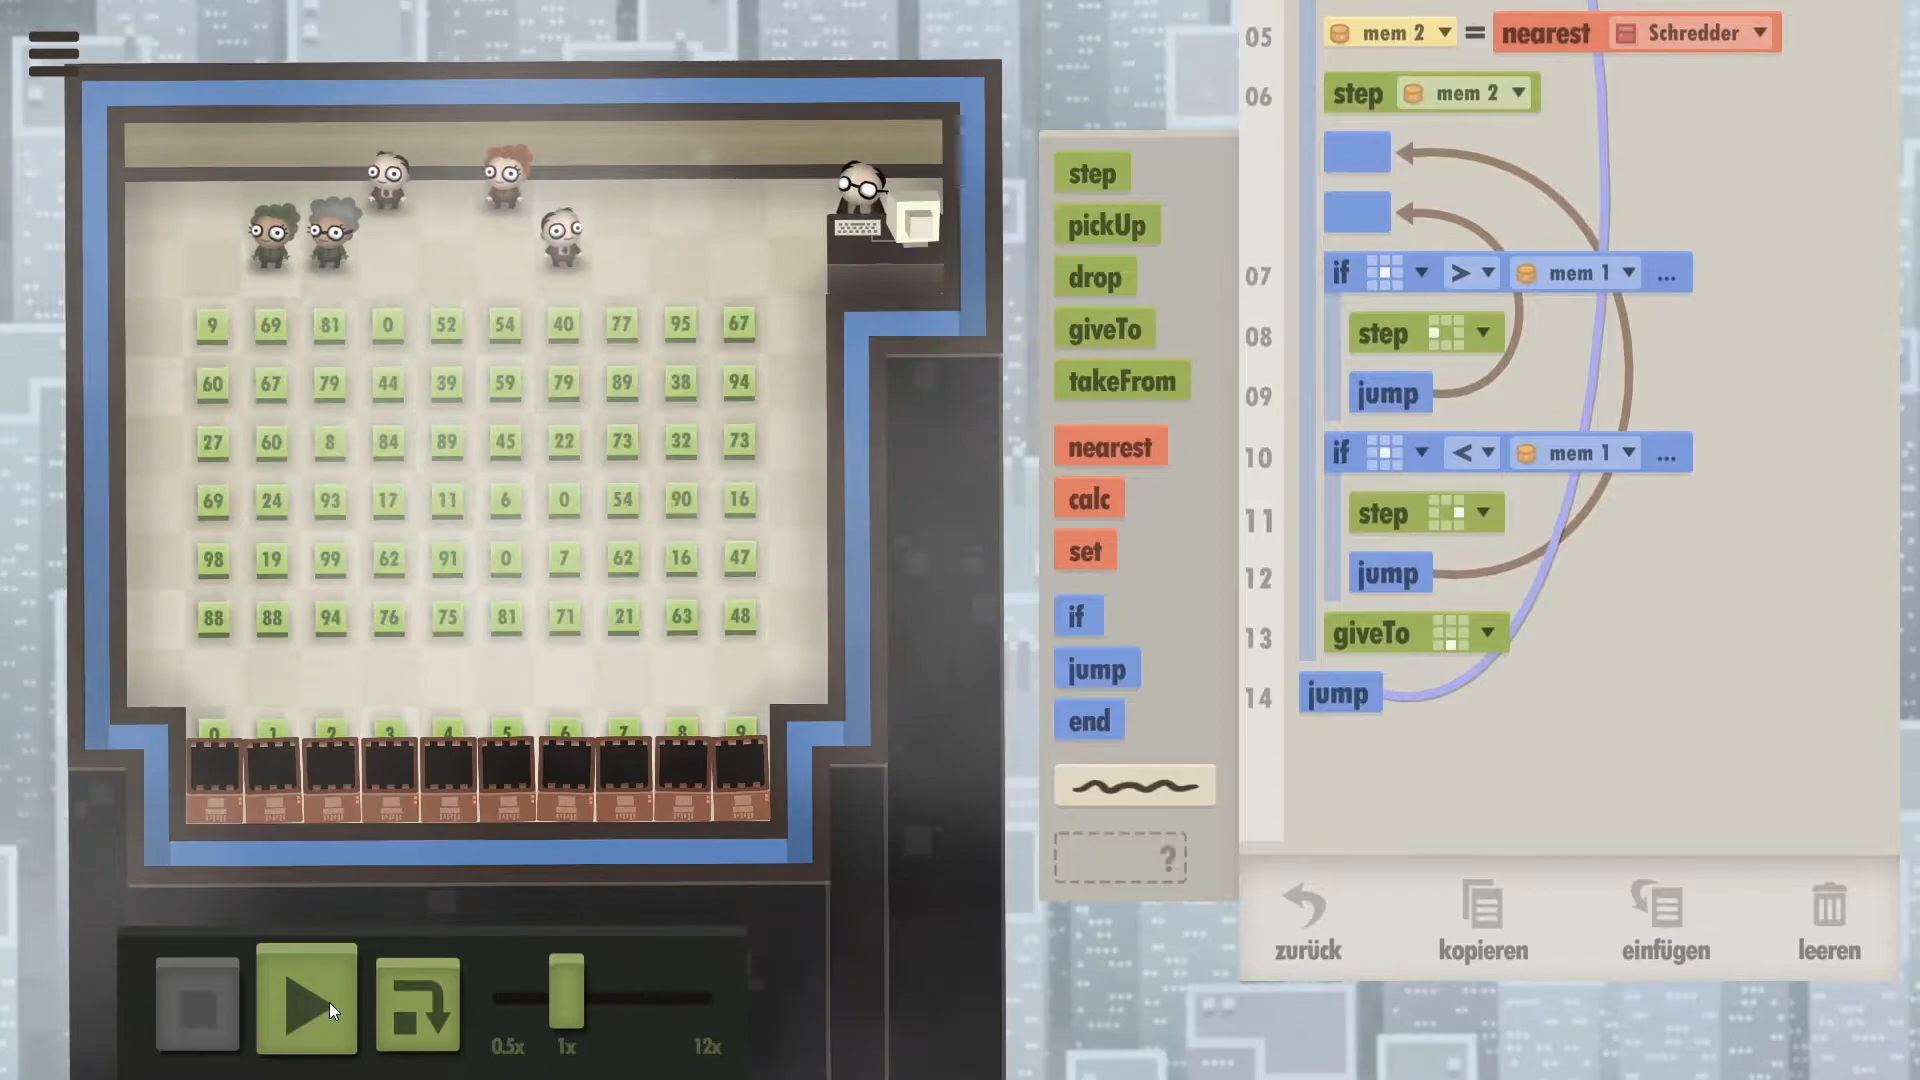 05 mem 2 = nearest Schredder
06 step mem 2
07 if > mem 1 ...
08 step
09 jump
10 if < mem 1 ...
11 step
12 jump
13 giveTo
14 jump
step
pickUp
drop
giveTo
takeFrom
nearest
calc
set
if
jump
end
?
9 69 81 0 52 54 40 77 95 67
60 67 79 44 39 59 79 89 38 94
27 60 8 84 89 45 22 73 32 73
69 24 93 17 11 6 0 54 90 16
98 19 99 62 91 0 7 62 16 47
88 88 94 76 75 81 71 21 63 48
0 1 2 3 4 5 6 7 8 9
zurück kopieren einfügen leeren
0.5x 1x 12x